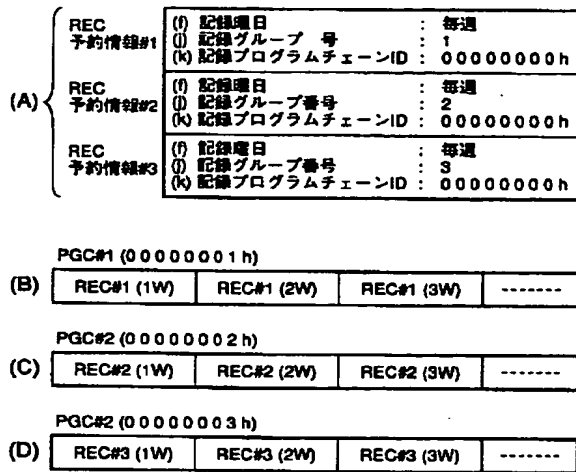 REC
予約情報#1
(f) 記録曜日 : 毎週
(j) 記録グループ 号 : 1
(k) 記録プログラムチェーンID : 00000000h
(A)
REC
予約情報#2
(f) 記録曜日 : 毎週
(j) 記録グループ番号 : 2
(k) 記録プログラムチェーンID : 00000000h
REC
予約情報#3
(f) 記録曜日 : 毎週
(j) 記録グループ番号 : 3
(k) 記録プログラムチェーンID : 00000000h
PGC#1 (00000001h)
(B) REC#1 (1W) REC#1 (2W) REC#1 (3W) -------
PGC#2 (00000002h)
(C) REC#2 (1W) REC#2 (2W) REC#2 (3W) -------
PGC#2 (00000003h)
(D) REC#3 (1W) REC#3 (2W) REC#3 (3W) -------